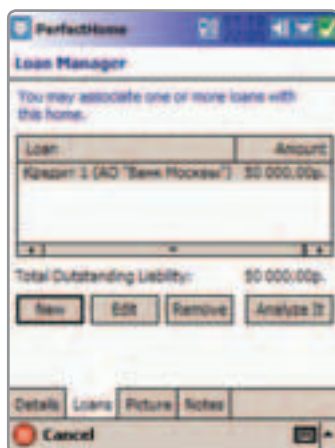 PerfectHome
Loan Manager
You may associate one or more loans with
this home.
Loan Amount
Кредит 1 (АО "Банк Москвы") 50 000,00р.
Total Outstanding Liability: 50 000,00р.
New Edit Remove Analyze It
Details Loans Picture Notes
Cancel